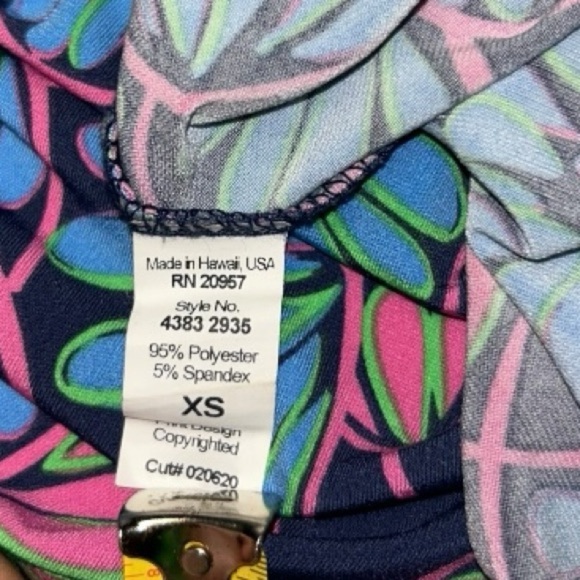 Made in Hawaii, USA
RN 20957
Style No.
4383 2935
95% Polyester
5% Spandex
XS
Print Design
Copyrighted
Cut# 020620
8